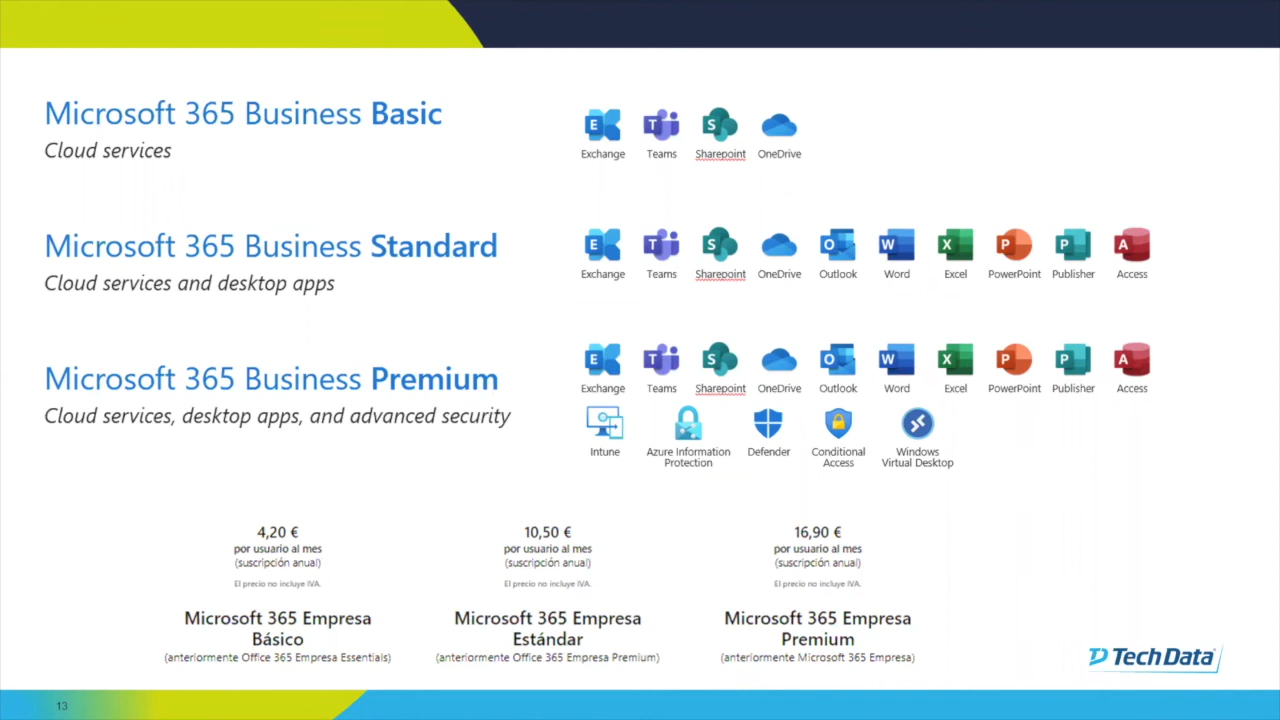 Microsoft 365 Business Basic
Cloud services
E T S
Exchange Teams Sharepoint OneDrive
Microsoft 365 Business Standard
Cloud services and desktop apps
E T S O W X P P A
Exchange Teams Sharepoint OneDrive Outlook Word Excel PowerPoint Publisher Access
Microsoft 365 Business Premium
Cloud services, desktop apps, and advanced security
E T S O W X P P A
Exchange Teams Sharepoint OneDrive Outlook Word Excel PowerPoint Publisher Access
Intune Azure Information Defender Conditional Windows
Protection Access Virtual Desktop
4,20 € 10,50 € 16,90 €
por usuario al mes por usuario al mes por usuario al mes
(suscripción anual) (suscripción anual) (suscripción anual)
El precio no incluye IVA. El precio no incluye IVA. El precio no incluye IVA.
Microsoft 365 Empresa Microsoft 365 Empresa Microsoft 365 Empresa
Básico Estándar Premium
(anteriormente Office 365 Empresa Essentials) (anteriormente Office 365 Empresa Premium) (anteriormente Microsoft 365 Empresa)
Tech Data
13